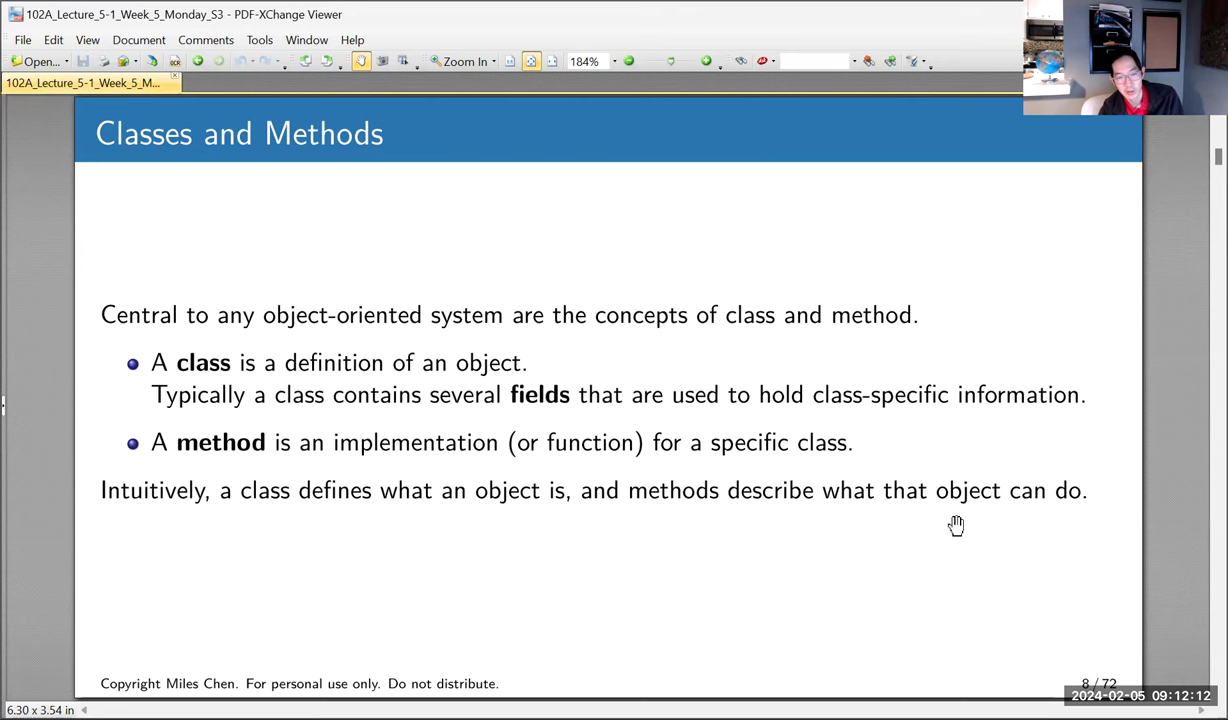 102A_Lecture_5-1_Week_5_Monday_S3 - PDF-XChange Viewer
File Edit View Document Comments Tools Window Help
Open... Zoom In 184%
102A_Lecture_5-1_Week_5_M...
Classes and Methods
Central to any object-oriented system are the concepts of class and method.
A class is a definition of an object.
Typically a class contains several fields that are used to hold class-specific information.
A method is an implementation (or function) for a specific class.
Intuitively, a class defines what an object is, and methods describe what that object can do.
Copyright Miles Chen. For personal use only. Do not distribute.
8 / 72
2024-02-05 09:12:12
6.30 x 3.54 in